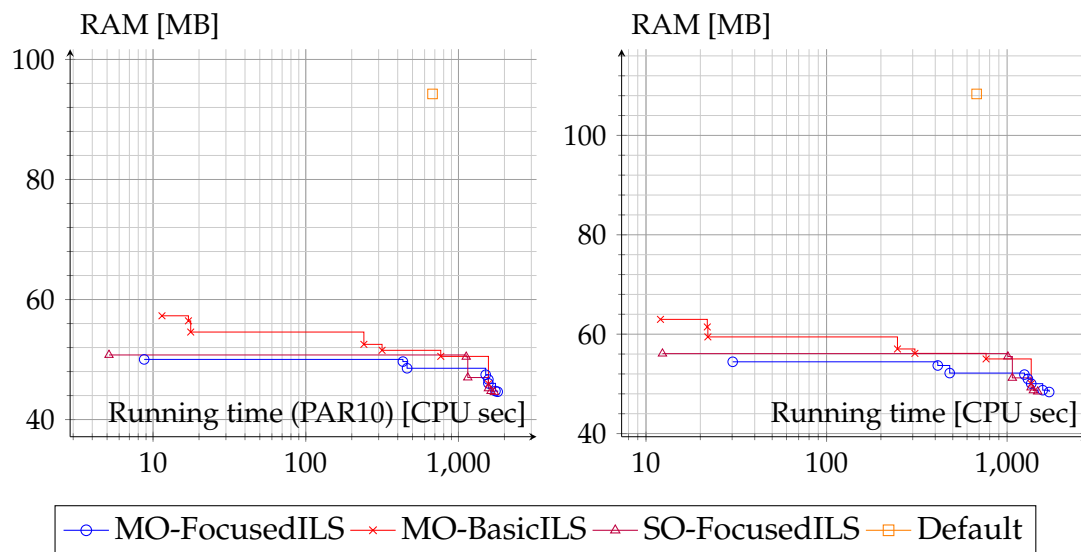 RAM [MB]
100
80
60
40
Running time (PAR10) [CPU sec]
10
100
1,000
RAM [MB]
100
80
60
40
Running time [CPU sec]
10
100
1,000
MO-FocusedILS
MO-BasicILS
SO-FocusedILS
Default